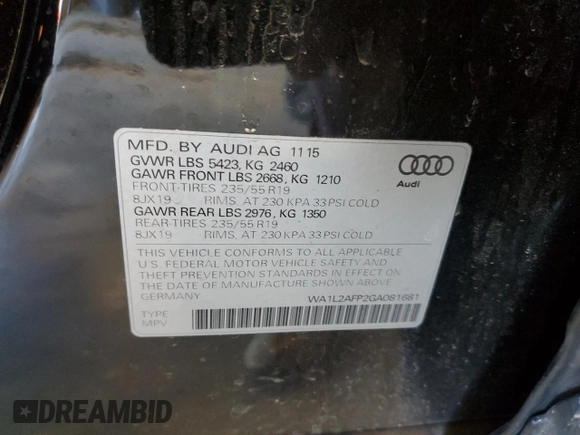 MFD. BY AUDI AG 11 15
GVWR LBS 5423, KG 2460
GAWR FRONT LBS 2668, KG 1210
FRONT-TIRES 235/55 R19
8JX19 RIMS, AT 230 KPA 33 PSI COLD
GAWR REAR LBS 2976, KG 1350
REAR-TIRES 235/55 R19
8JX19 RIMS, AT 230 KPA 33 PSI COLD
Audi
THIS VEHICLE CONFORMS TO ALL APPLICABLE
U.S. FEDERAL MOTOR VEHICLE SAFETY AND
THEFT PREVENTION STANDARDS IN EFFECT ON
THE DATE OF MANUFACTURE SHOWN ABOVE.
WA1L2AFP2GA081681
TYPE
MPV
DREAMBID